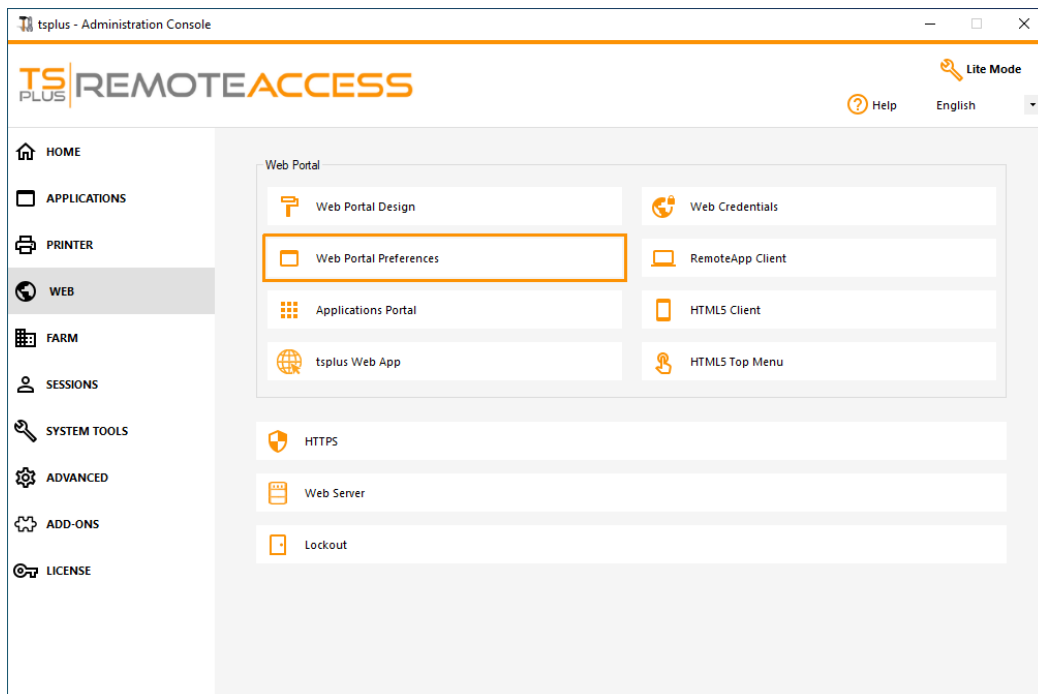 tsplus - Administration Console
TS PLUS REMOTEACCESS
Lite Mode
Help
English
HOME
APPLICATIONS
PRINTER
WEB
FARM
SESSIONS
SYSTEM TOOLS
ADVANCED
ADD-ONS
LICENSE
Web Portal
Web Portal Design
Web Credentials
Web Portal Preferences
RemoteApp Client
Applications Portal
HTML5 Client
tsplus Web App
HTML5 Top Menu
HTTPS
Web Server
Lockout